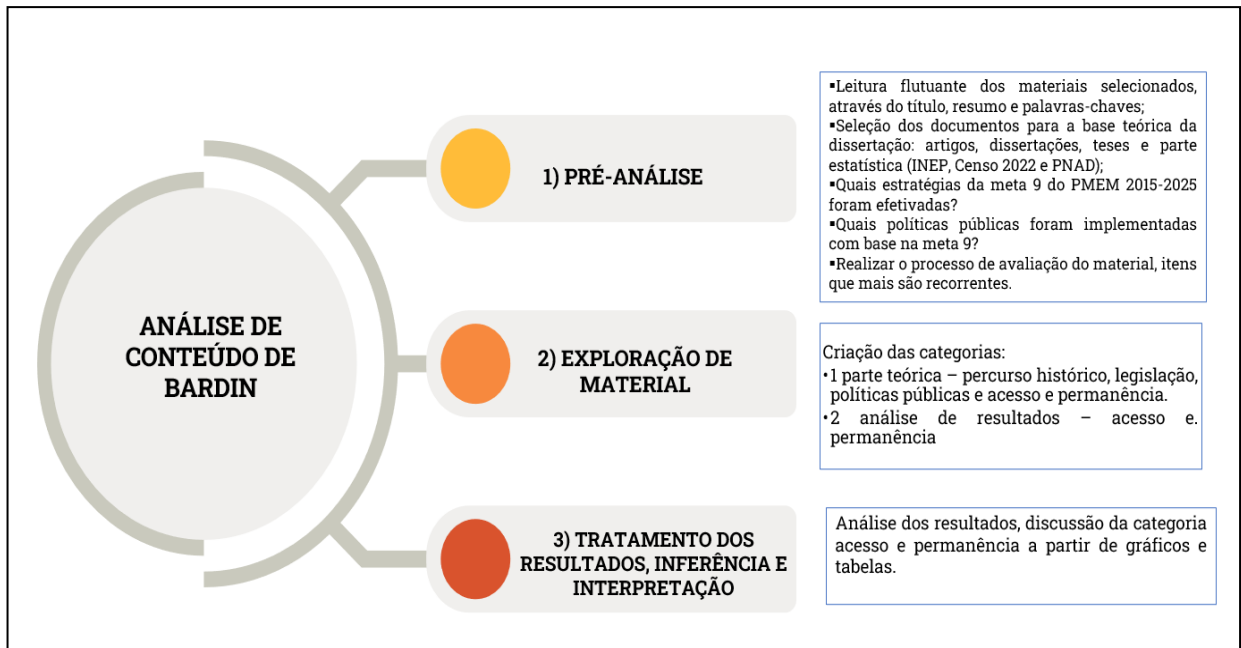 ANÁLISE DE
CONTEÚDO DE
BARDIN
1) PRÉ-ANÁLISE
▪Leitura flutuante dos materiais selecionados,
através do título, resumo e palavras-chaves;
▪Seleção dos documentos para a base teórica da
dissertação: artigos, dissertações, teses e parte
estatística (INEP, Censo 2022 e PNAD);
▪Quais estratégias da meta 9 do PMEM 2015-2025
foram efetivadas?
▪Quais políticas públicas foram implementadas
com base na meta 9?
▪Realizar o processo de avaliação do material, itens
que mais são recorrentes.
2) EXPLORAÇÃO DE
MATERIAL
Criação das categorias:
•1 parte teórica – percurso histórico, legislação,
políticas públicas e acesso e permanência.
•2 análise de resultados – acesso e.
permanência
3) TRATAMENTO DOS
RESULTADOS, INFERÊNCIA E
INTERPRETAÇÃO
Análise dos resultados, discussão da categoria
acesso e permanência a partir de gráficos e
tabelas.